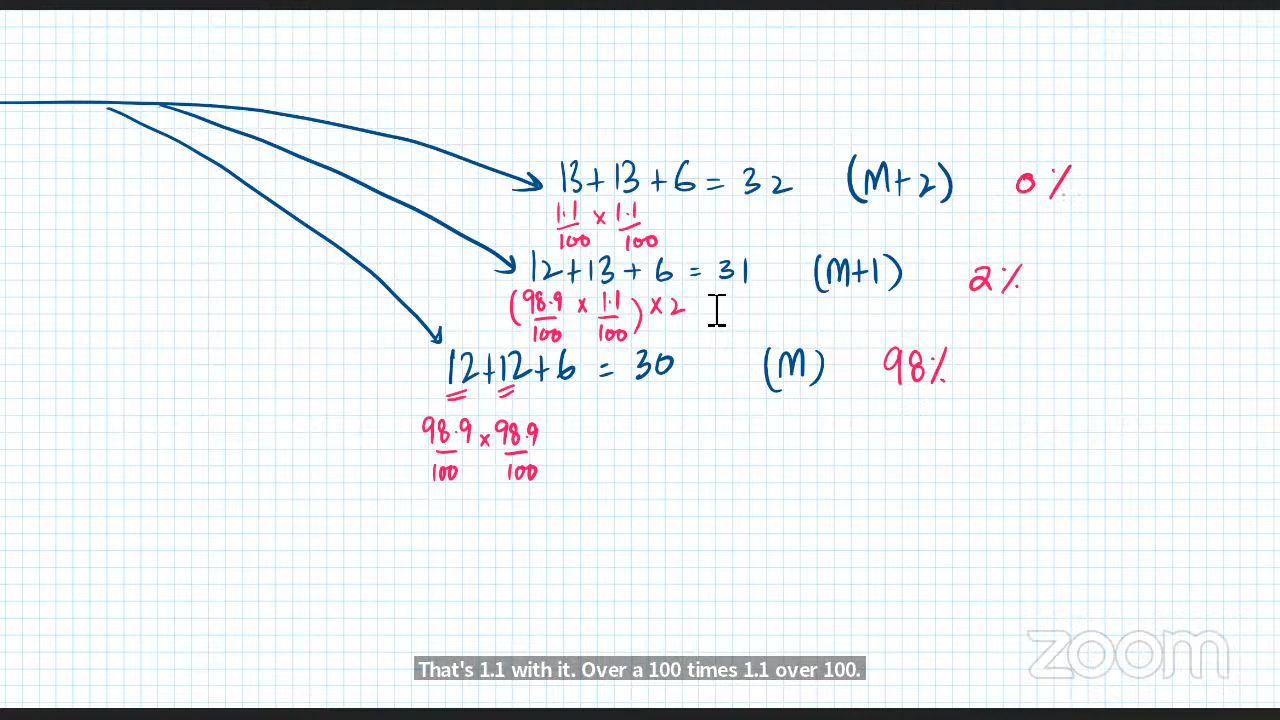 13+13+6 = 32 (M+2) 0%
1.1/100 × 1.1/100
12+13+6 = 31 (M+1) 2%
(98.9/100 × 1.1/100) × 2
12+12+6 = 30 (M) 98%
98.9/100 × 98.9/100
zoom
That's 1.1 with it. Over a 100 times 1.1 over 100.